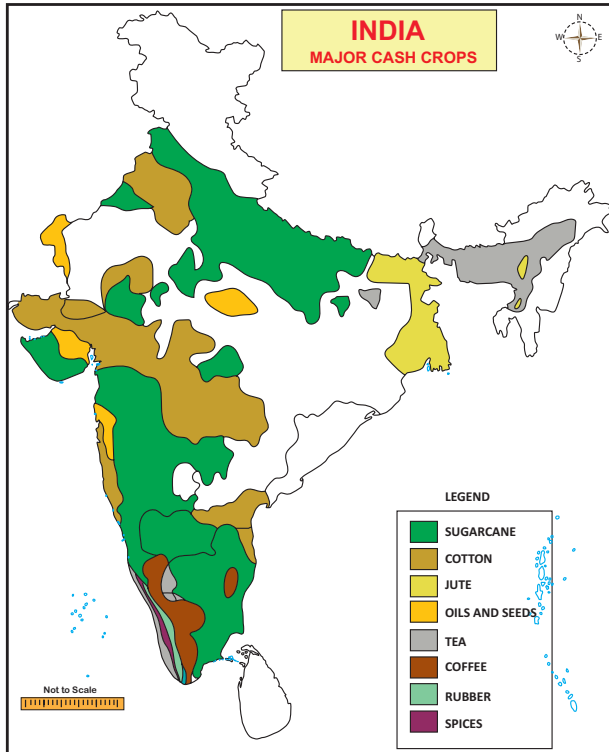 INDIA
MAJOR CASH CROPS
N
W E
S
LEGEND
SUGARCANE
COTTON
JUTE
OILS AND SEEDS
TEA
COFFEE
RUBBER
SPICES
Not to Scale